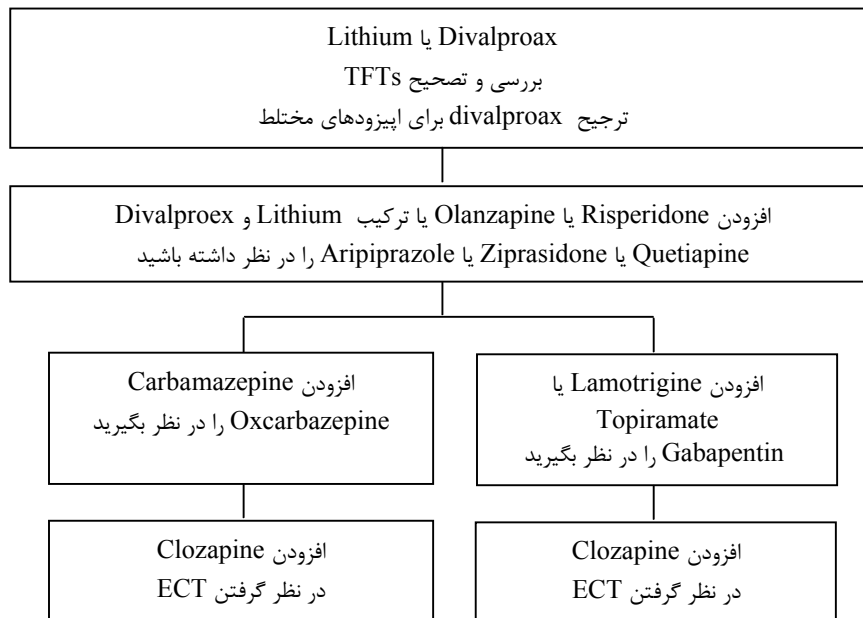 Lithium یا Divalproax
بررسی و تصحیح TFTs
ترجیح divalproax برای اپیزودهای مختلط
افزودن Risperidone یا Olanzapine یا ترکیب Lithium و Divalproex
Quetiapine یا Ziprasidone یا Aripiprazole را در نظر داشته باشید
افزودن Carbamazepine
Oxcarbazepine را در نظر بگیرید
افزودن Lamotrigine یا
Topiramate
Gabapentin را در نظر بگیرید
افزودن Clozapine
در نظر گرفتن ECT
افزودن Clozapine
در نظر گرفتن ECT